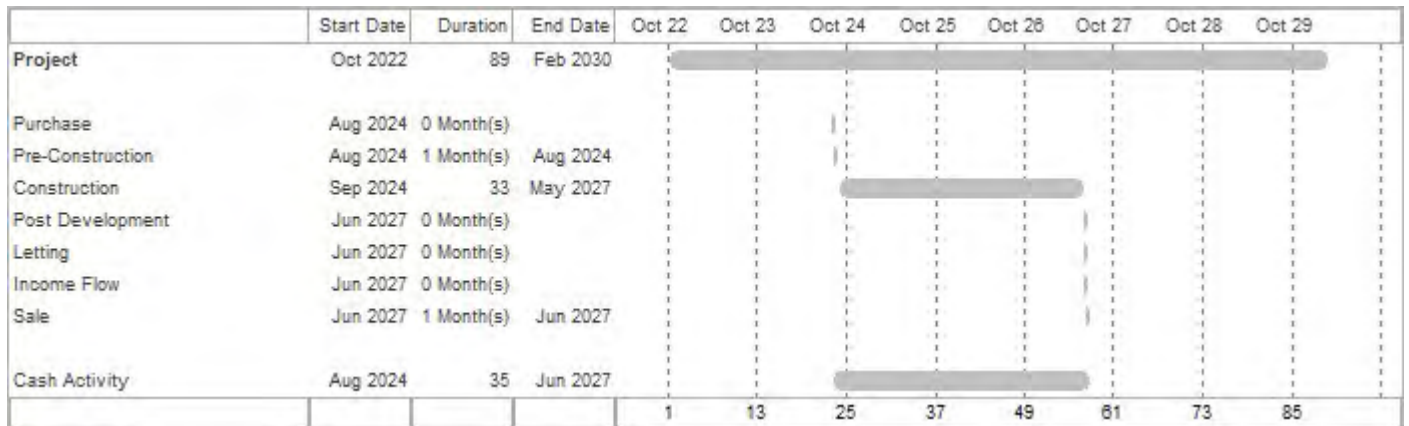 Start Date Duration End Date Oct 22 Oct 23 Oct 24 Oct 25 Oct 26 Oct 27 Oct 28 Oct 29
Project Oct 2022 89 Feb 2030
Purchase Aug 2024 0 Month(s)
Pre-Construction Aug 2024 1 Month(s) Aug 2024
Construction Sep 2024 33 May 2027
Post Development Jun 2027 0 Month(s)
Letting Jun 2027 0 Month(s)
Income Flow Jun 2027 0 Month(s)
Sale Jun 2027 1 Month(s) Jun 2027
Cash Activity Aug 2024 35 Jun 2027
1 13 25 37 49 61 73 85